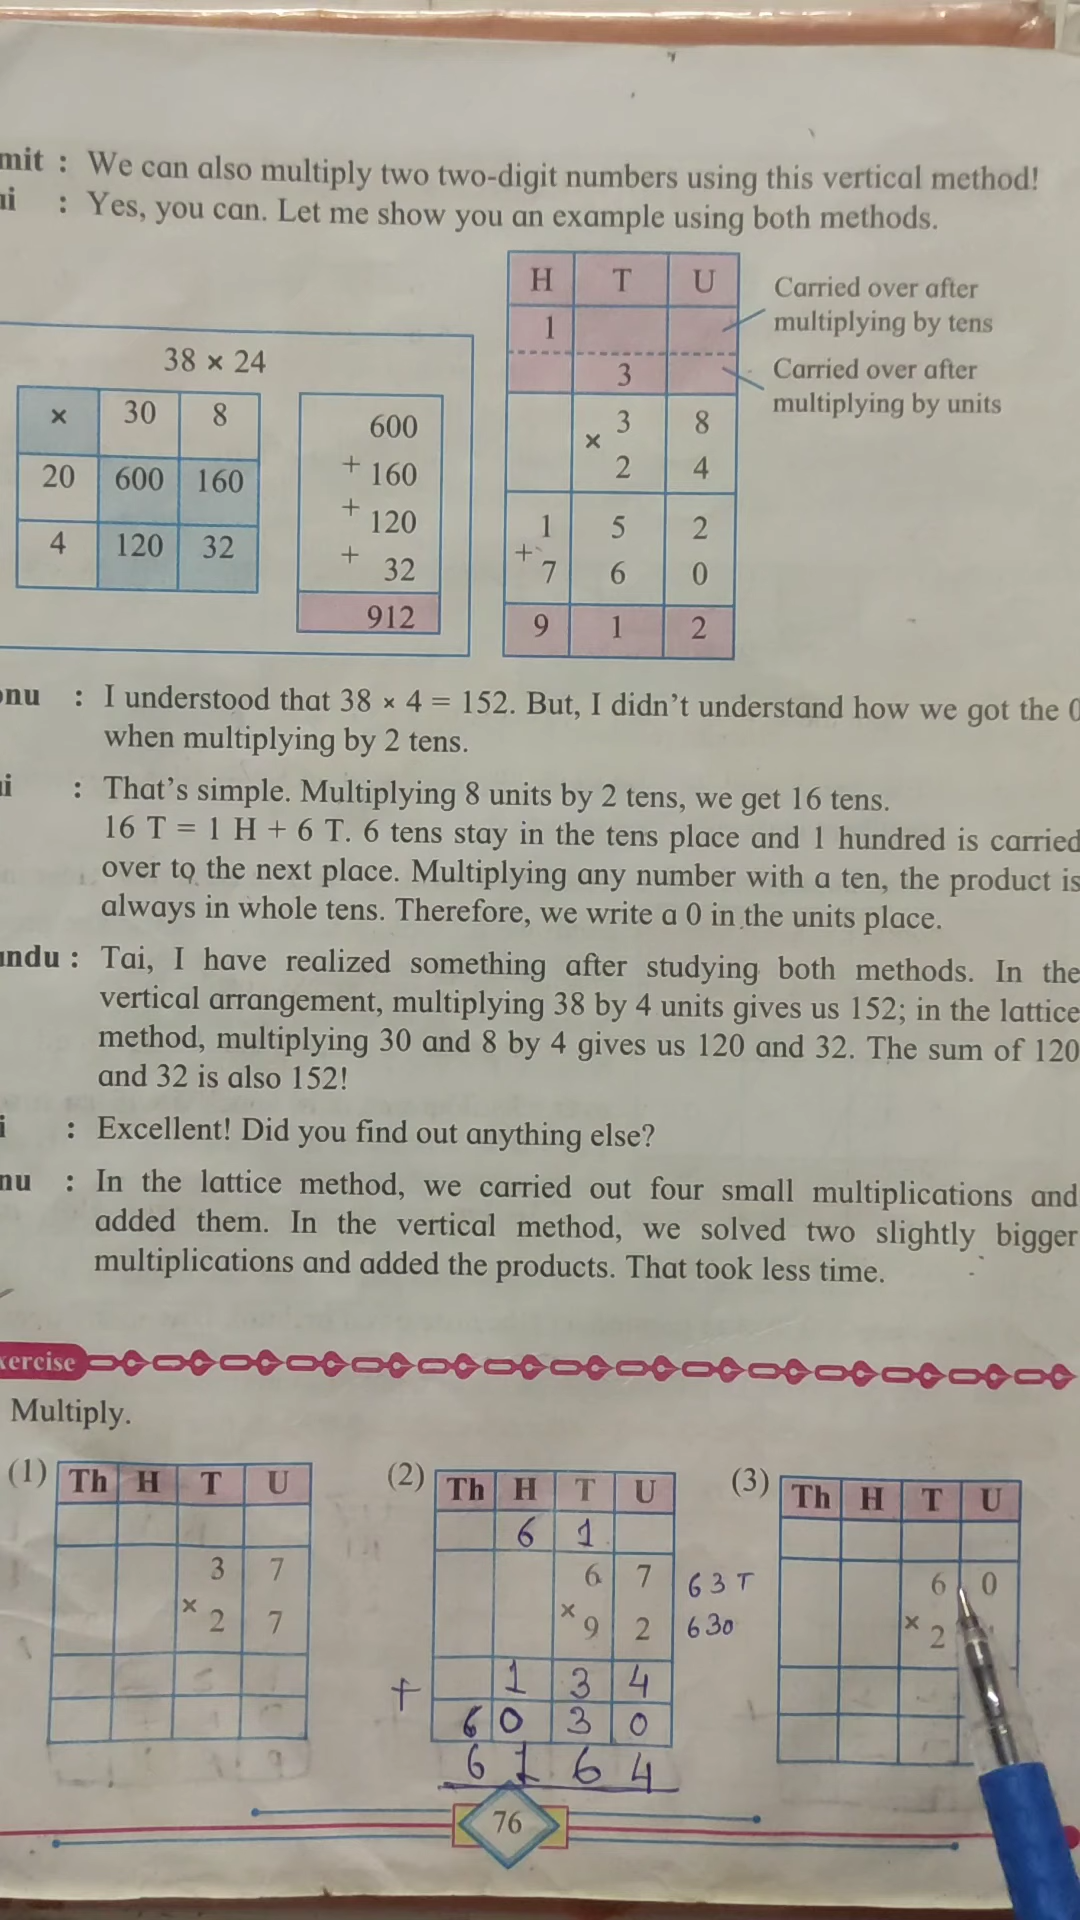 mit : We can also multiply two two-digit numbers using this vertical method!
: Yes, you can. Let me show you an example using both methods.
H T U
1
3
× 3 8
2 4
1 5 2
+ 7 6 0
9 1 2
Carried over after
multiplying by tens
Carried over after
multiplying by units
38 × 24
× 30 8
20 600 160
4 120 32
600
+ 160
+ 120
+ 32
912
onu : I understood that 38 × 4 = 152. But, I didn't understand how we got the 0
when multiplying by 2 tens.
: That's simple. Multiplying 8 units by 2 tens, we get 16 tens.
16 T = 1 H + 6 T. 6 tens stay in the tens place and 1 hundred is carried
over to the next place. Multiplying any number with a ten, the product is
always in whole tens. Therefore, we write a 0 in the units place.
andu : Tai, I have realized something after studying both methods. In the
vertical arrangement, multiplying 38 by 4 units gives us 152; in the lattice
method, multiplying 30 and 8 by 4 gives us 120 and 32. The sum of 120
and 32 is also 152!
i : Excellent! Did you find out anything else?
nu : In the lattice method, we carried out four small multiplications and
added them. In the vertical method, we solved two slightly bigger
multiplications and added the products. That took less time.
xercise
Multiply.
(1) Th H T U
3 7
× 2 7
(2) Th H T U
6 1
6 7
× 9 2
63 T
630
+ 1 3 4
6 0 3 0
6 1 6 4
(3) Th H T U
6 0
× 2
76